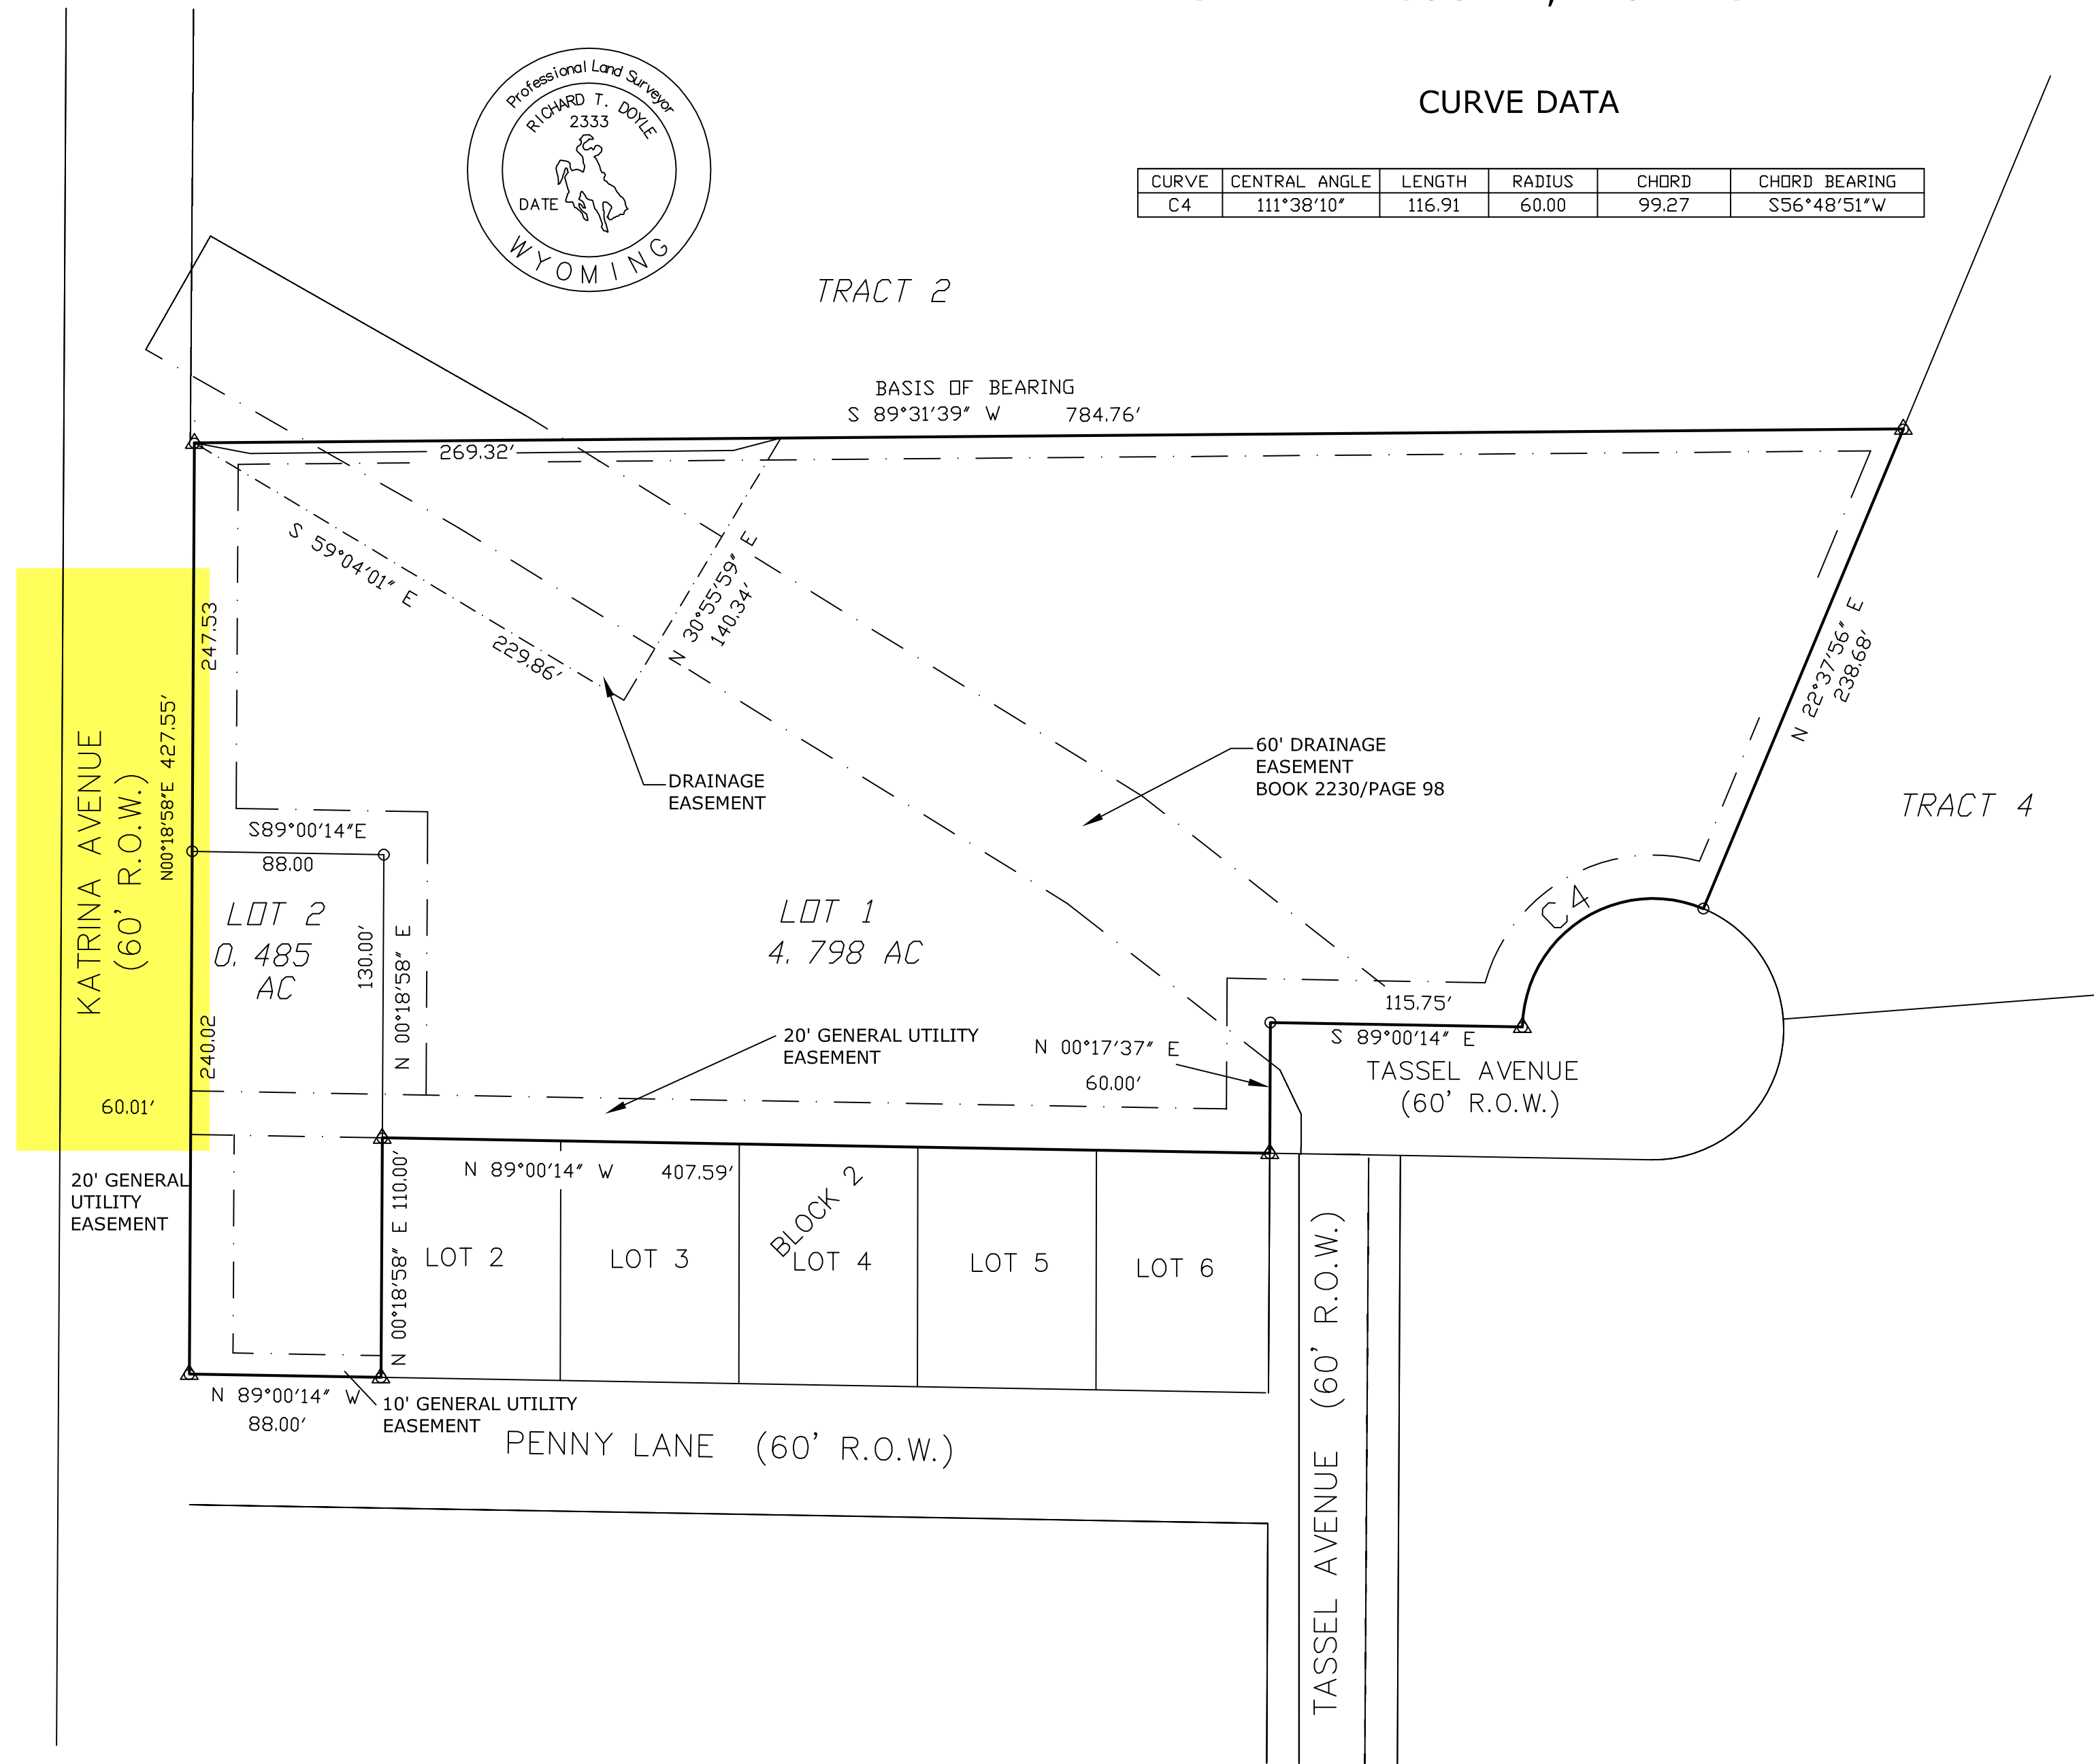 Professional Land Surveyor
RICHARD T. DOYLE
2333
DATE
WYOMING
CURVE DATA
CURVE CENTRAL ANGLE LENGTH RADIUS CHORD CHORD BEARING
C4 111°38'10" 116.91 60.00 99.27 S56°48'51"W
TRACT 2
BASIS OF BEARING
S 89°31'39" W 784.76'
269.32'
S 59°04'01" E
229.86'
N 30°55'59" E
140.34'
N 22°37'56" E
238.68'
247.53
N00°18'58"E 427.55'
KATRINA AVENUE
(60' R.O.W.)
DRAINAGE
EASEMENT
60' DRAINAGE
EASEMENT
BOOK 2230/PAGE 98
TRACT 4
S89°00'14"E
88.00
LOT 2
0.485
AC
130.00'
N 00°18'58" E
LOT 1
4.798 AC
C4
115.75'
S 89°00'14" E
TASSEL AVENUE
(60' R.O.W.)
240.02
60.01'
20' GENERAL UTILITY
EASEMENT
N 00°17'37" E
60.00'
20' GENERAL
UTILITY
EASEMENT
N 89°00'14" W 407.59'
N 00°18'58" E 110.00'
BLOCK 2
LOT 2
LOT 3
LOT 4
LOT 5
LOT 6
N 89°00'14" W
88.00'
10' GENERAL UTILITY
EASEMENT
PENNY LANE (60' R.O.W.)
TASSEL AVENUE (60' R.O.W.)